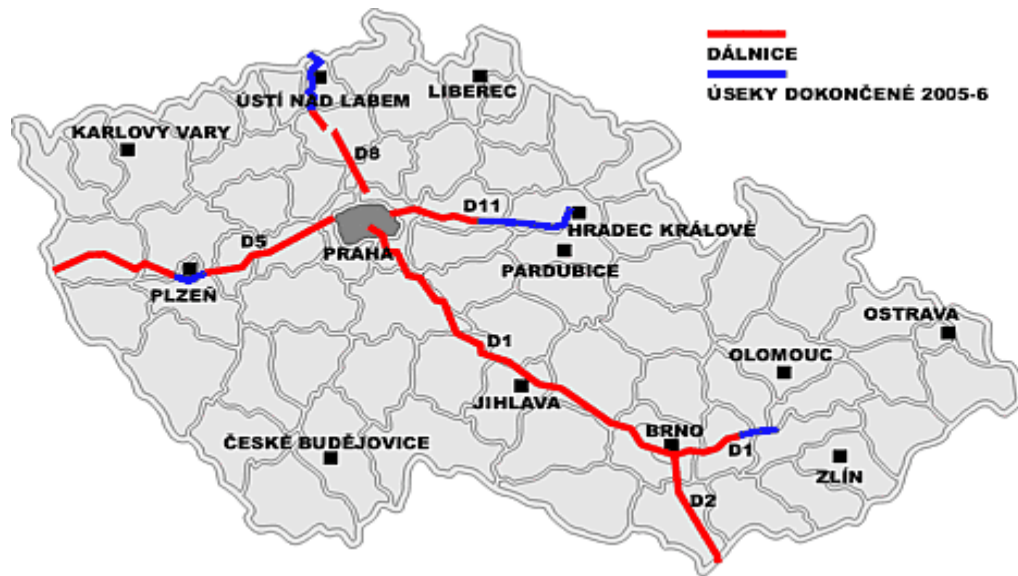 DÁLNICE
ÚSEKY DOKONČENÉ 2005-6
ÚSTÍ NAD LABEM
LIBEREC
KARLOVY VARY
D8
D11
HRADEC KRÁLOVÉ
D5
PRAHA
PARDUBICE
PLZEŇ
OSTRAVA
D1
OLOMOUC
JIHLAVA
BRNO
ČESKÉ BUDĚJOVICE
D1
ZLÍN
D2